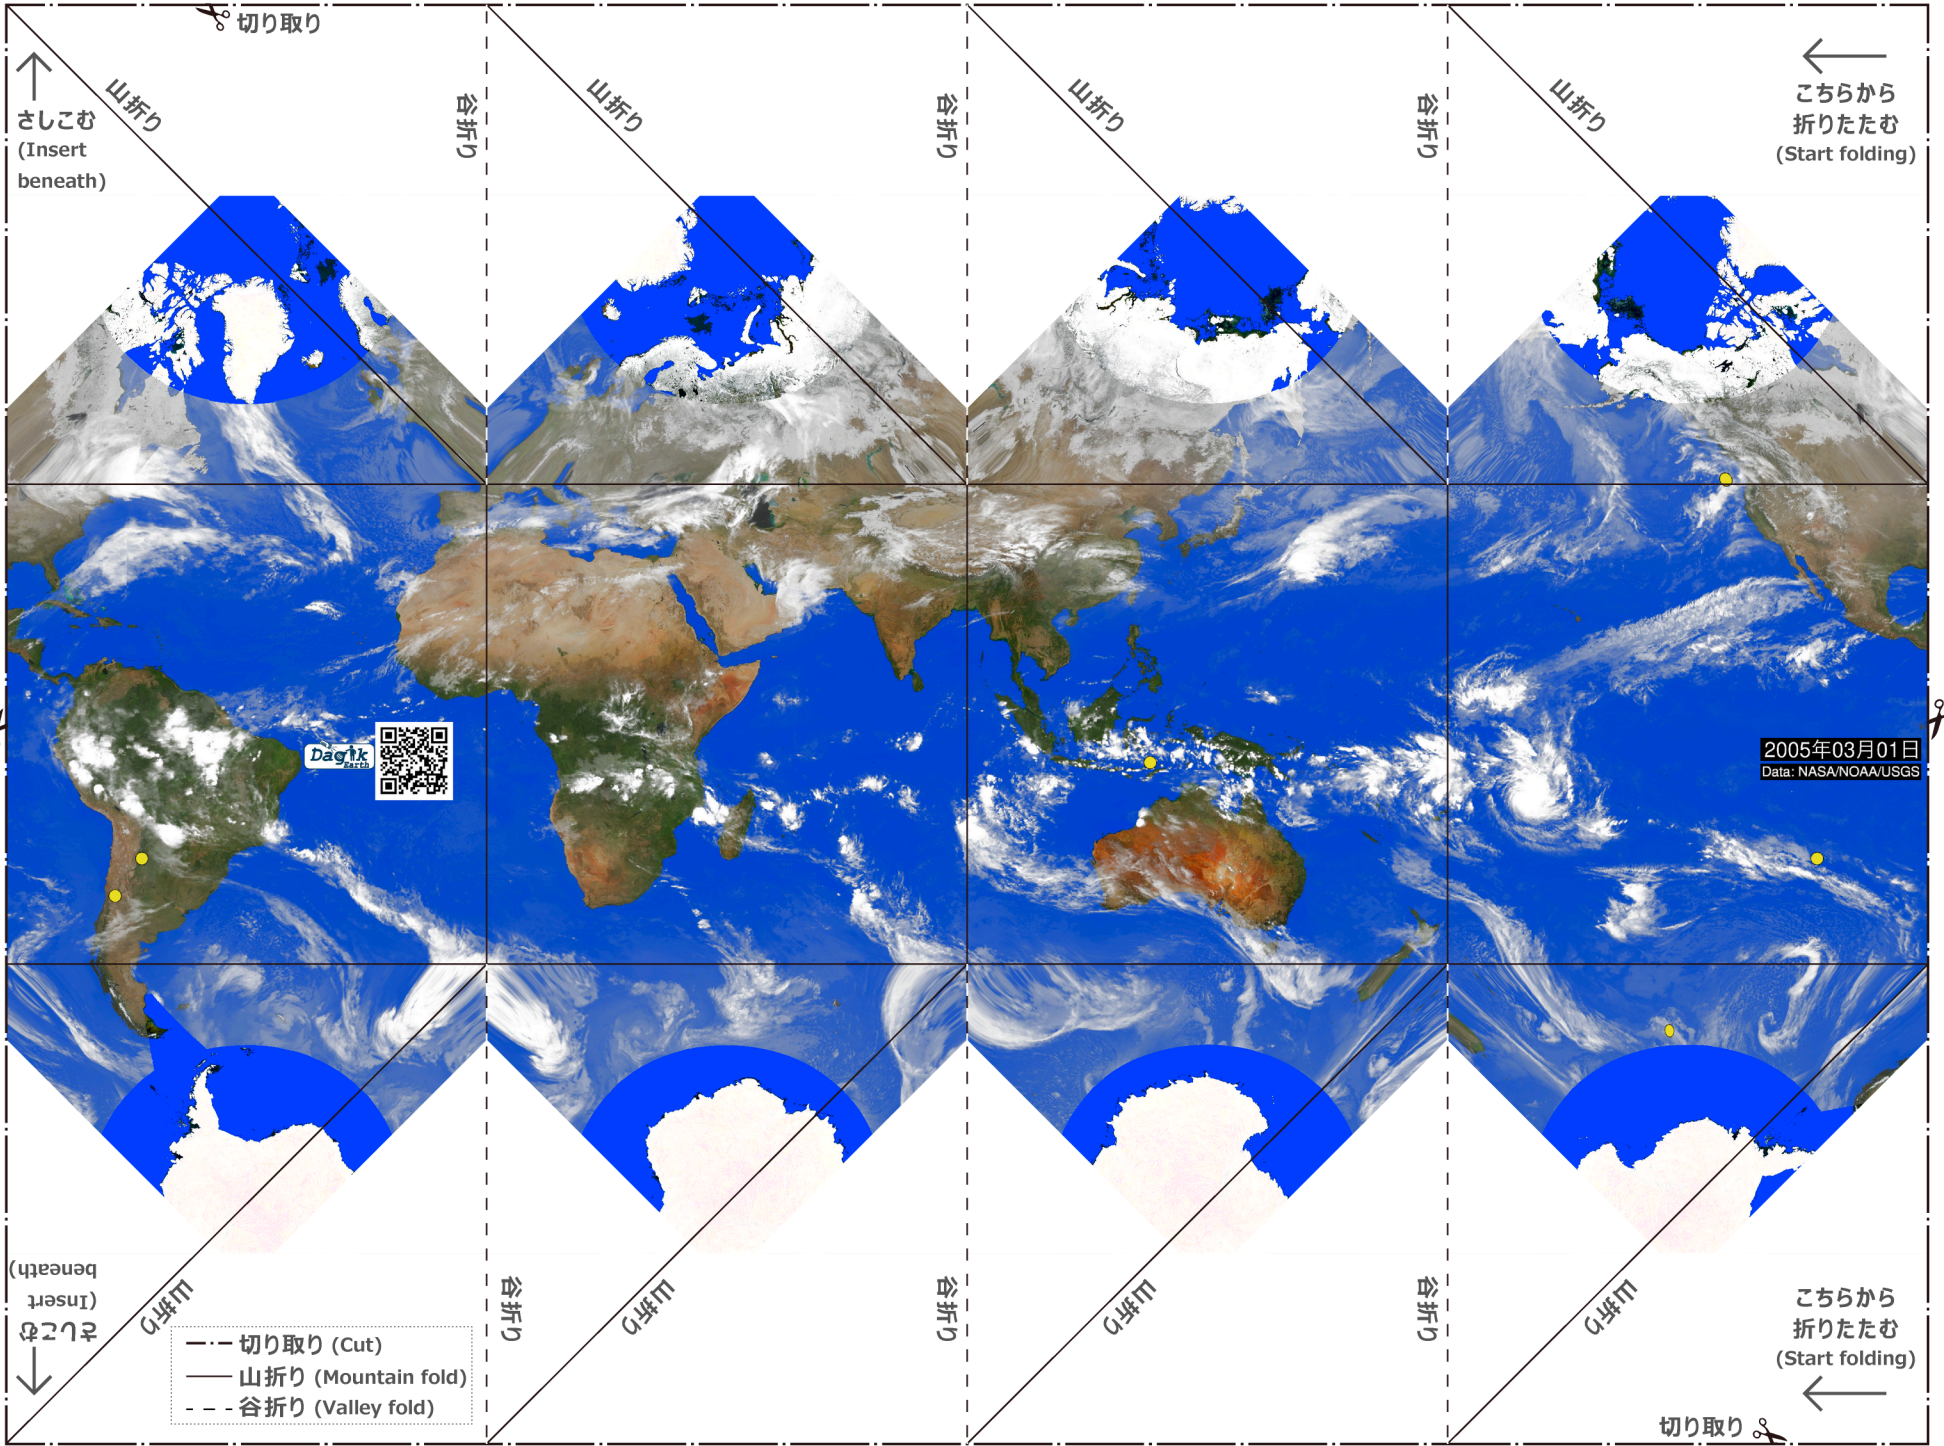 切り取り
山折り
谷折り
山折り
谷折り
山折り
谷折り
山折り
こちらから
折りたたむ
(Start folding)
さしこむ
(Insert
beneath)
Dagik
Earth
2005年03月01日
Data: NASA/NOAA/USGS
さしこむ
(Insert
beneath)
山折り
谷折り
山折り
谷折り
山折り
谷折り
山折り
こちらから
折りたたむ
(Start folding)
切り取り (Cut)
山折り (Mountain fold)
谷折り (Valley fold)
切り取り